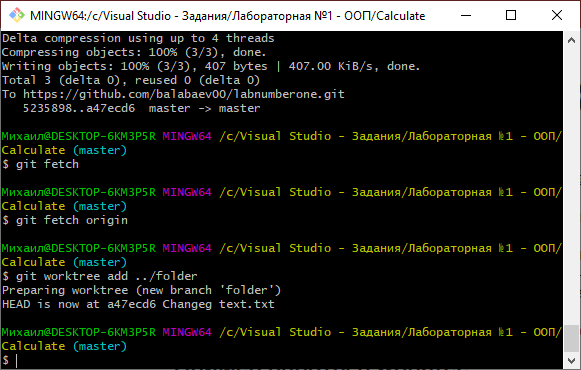 MINGW64:/c/Visual Studio - Задания/Лабораторная №1 - ООП/Calculate
Delta compression using up to 4 threads
Compressing objects: 100% (3/3), done.
Writing objects: 100% (3/3), 407 bytes | 407.00 KiB/s, done.
Total 3 (delta 0), reused 0 (delta 0)
To https://github.com/balabaev00/labnumberone.git
   5235898..a47ecd6  master -> master
Михаил@DESKTOP-6KM3P5R MINGW64 /c/Visual Studio - Задания/Лабораторная №1 - ООП/
Calculate (master)
$ git fetch
Михаил@DESKTOP-6KM3P5R MINGW64 /c/Visual Studio - Задания/Лабораторная №1 - ООП/
Calculate (master)
$ git fetch origin
Михаил@DESKTOP-6KM3P5R MINGW64 /c/Visual Studio - Задания/Лабораторная №1 - ООП/
Calculate (master)
$ git worktree add ../folder
Preparing worktree (new branch 'folder')
HEAD is now at a47ecd6 Changeg text.txt
Михаил@DESKTOP-6KM3P5R MINGW64 /c/Visual Studio - Задания/Лабораторная №1 - ООП/
Calculate (master)
$